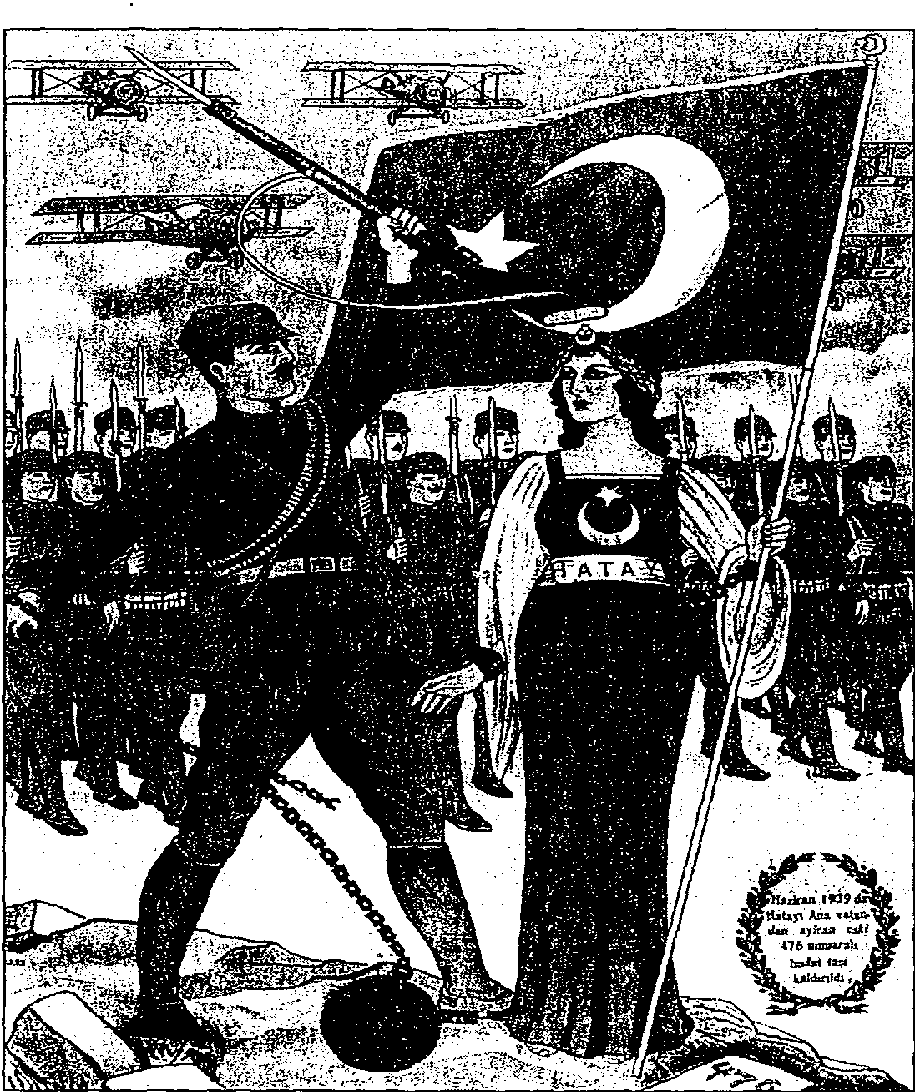 HATAY
Haziran 1939 da
Hatayı Ana vatan-
dan ayıran eski
476 numaralı
hudut taşı
kaldırıldı